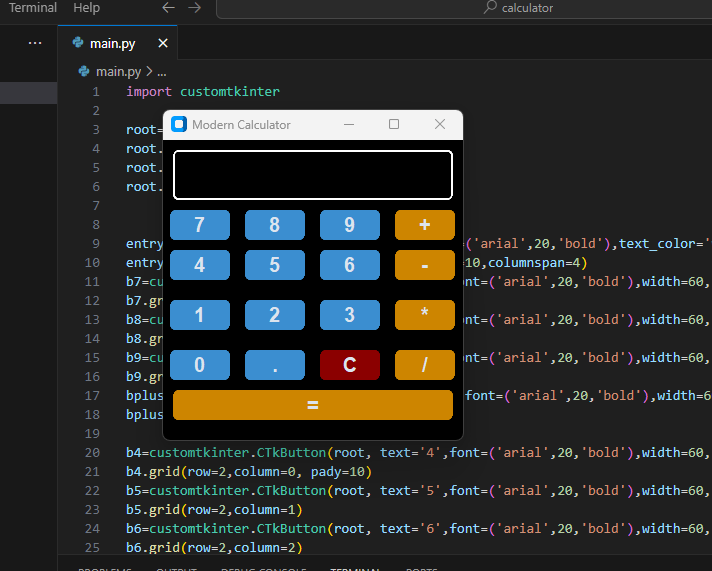 Terminal Help calculator
main.py
main.py > ...
1 import customtkinter
2
3 root=
4 root.
5 root.
6 root.
7
8
9 entry =('arial',20,'bold'),text_color='
10 entry 10,columnspan=4)
11 b7=cu font=('arial',20,'bold'),width=60,
12 b7.gr
13 b8=cu font=('arial',20,'bold'),width=60,
14 b8.gr
15 b9=cu font=('arial',20,'bold'),width=60,
16 b9.gr
17 bplus font=('arial',20,'bold'),width=6
18 bplus
19
20 b4=customtkinter.CTkButton(root, text='4',font=('arial',20,'bold'),width=60,
21 b4.grid(row=2,column=0, pady=10)
22 b5=customtkinter.CTkButton(root, text='5',font=('arial',20,'bold'),width=60,
23 b5.grid(row=2,column=1)
24 b6=customtkinter.CTkButton(root, text='6',font=('arial',20,'bold'),width=60,
25 b6.grid(row=2,column=2)
Modern Calculator
7 8 9 +
4 5 6 -
1 2 3 *
0 . C /
=